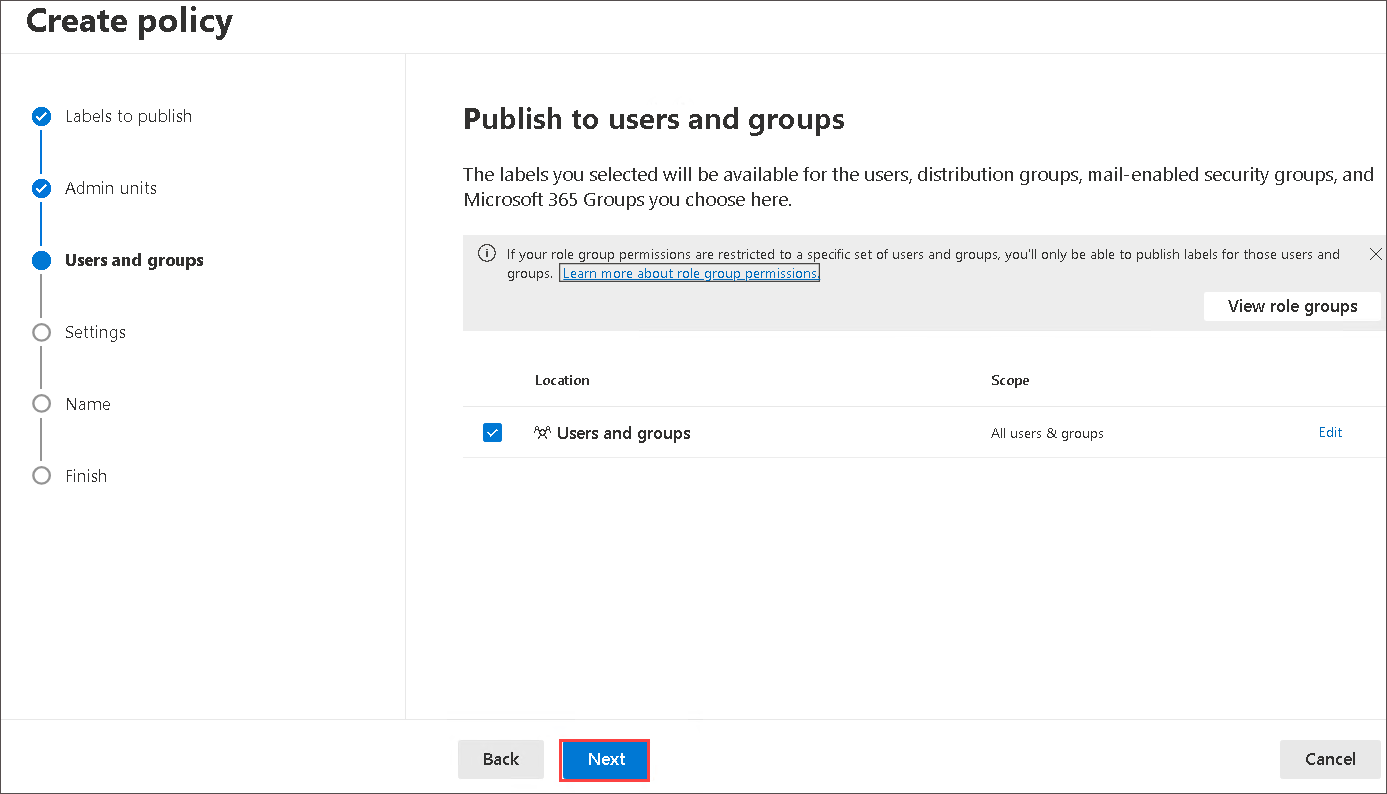 Create policy
Labels to publish
Admin units
Users and groups
Settings
Name
Finish
Publish to users and groups
The labels you selected will be available for the users, distribution groups, mail-enabled security groups, and
Microsoft 365 Groups you choose here.
If your role group permissions are restricted to a specific set of users and groups, you'll only be able to publish labels for those users and
groups. Learn more about role group permissions.
View role groups
Location Scope
Users and groups All users & groups Edit
Back Next Cancel